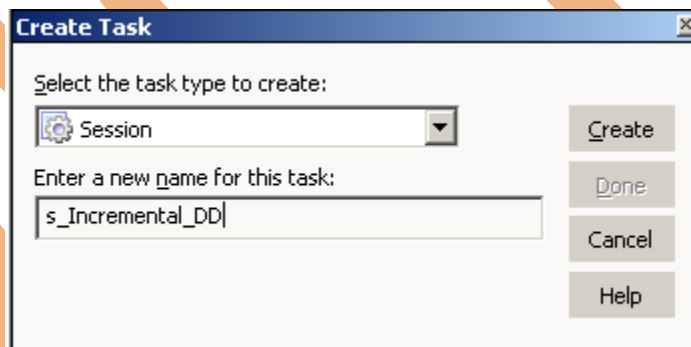 Create Task
Select the task type to create:
Session
Create
Enter a new name for this task:
Done
s_Incremental_DD
Cancel
Help